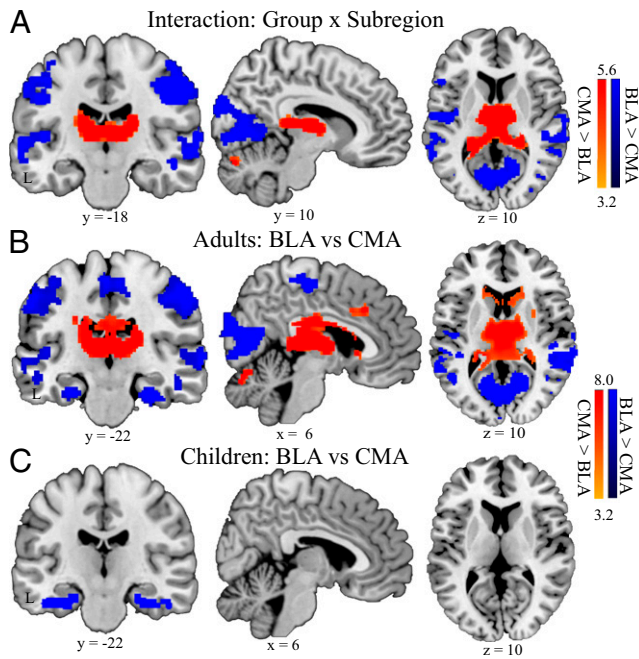 A
Interaction: Group x Subregion
L
y = -18
y = 10
z = 10
5.6
CMA > BLA
BLA > CMA
3.2
B
Adults: BLA vs CMA
L
y = -22
x = 6
z = 10
8.0
CMA > BLA
BLA > CMA
3.2
C
Children: BLA vs CMA
L
y = -22
x = 6
z = 10